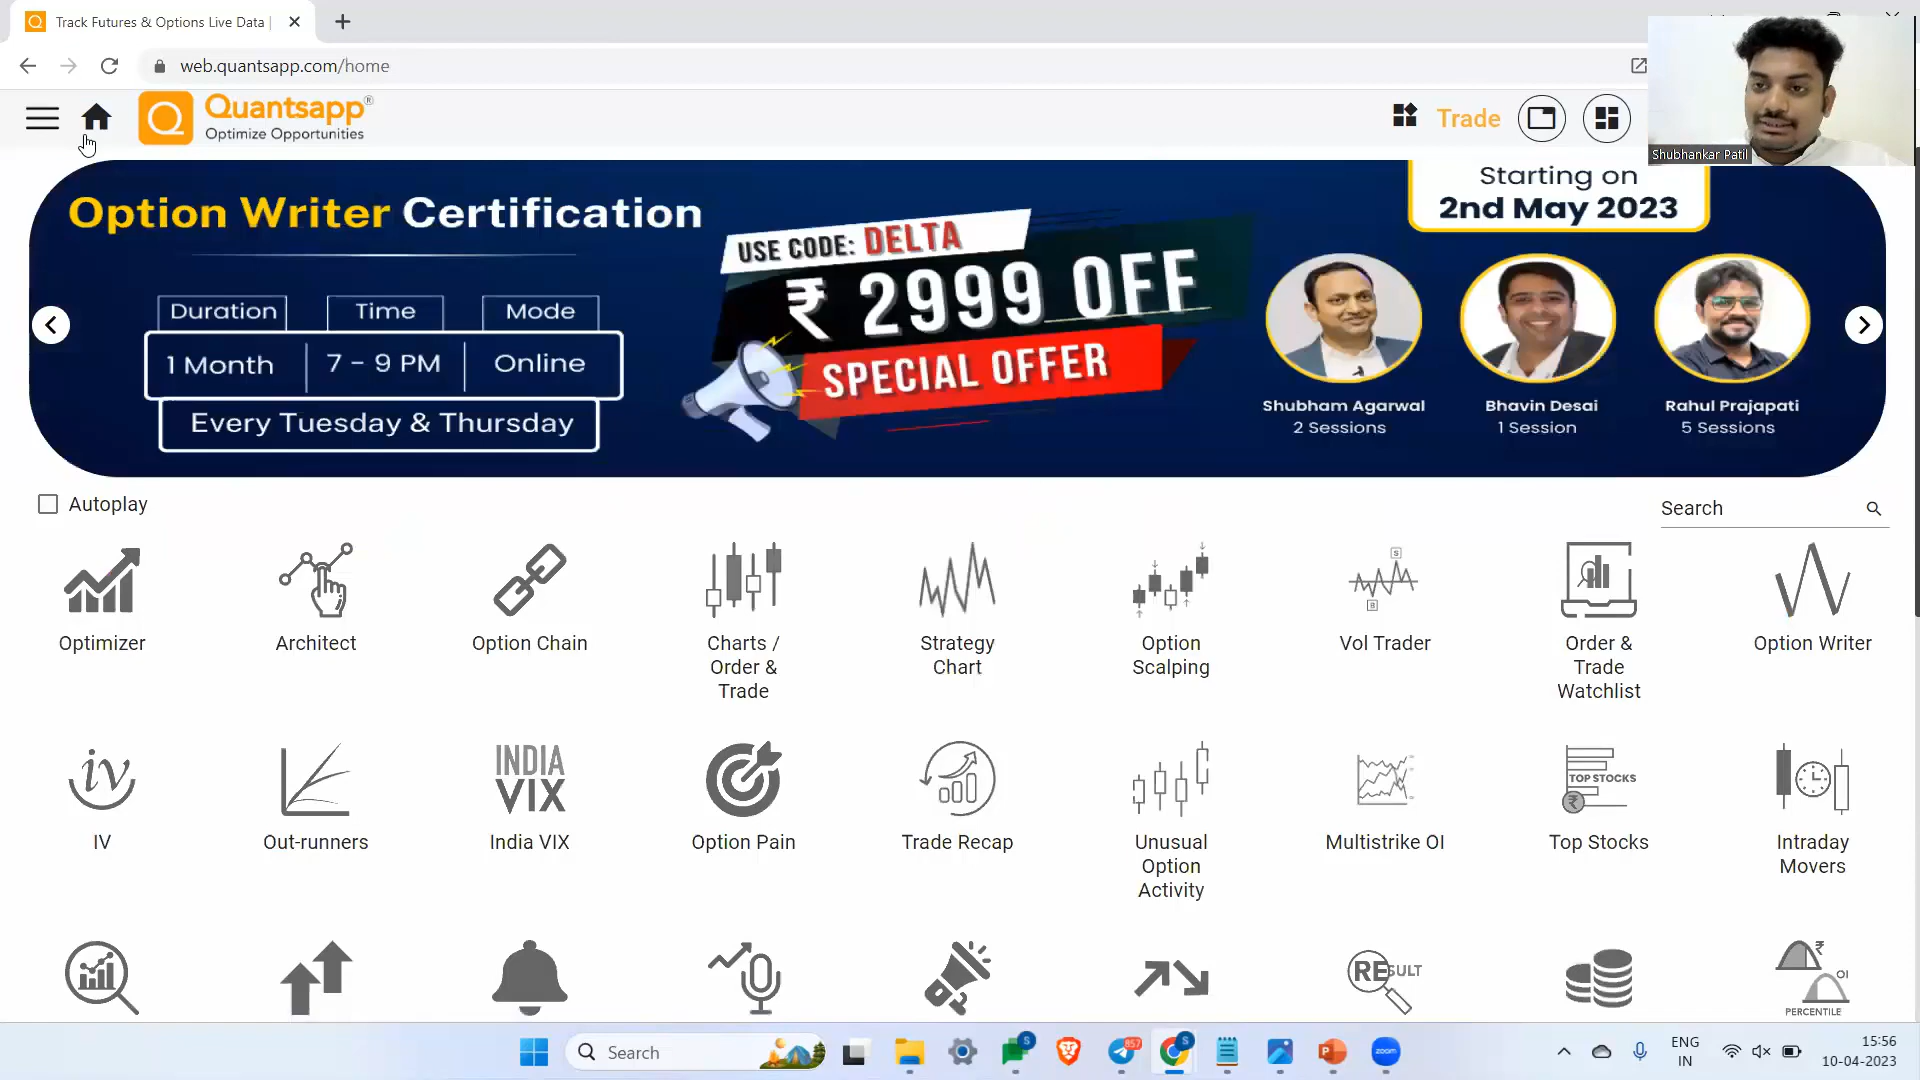 Track Futures & Options Live Data |
web.quantsapp.com/home
Quantsapp®
Optimize Opportunities
Trade
Shubhankar Patil
Option Writer Certification
Duration Time Mode
1 Month 7 – 9 PM Online
Every Tuesday & Thursday
USE CODE: DELTA
₹ 2999 OFF
SPECIAL OFFER
Starting on
2nd May 2023
Shubham Agarwal Bhavin Desai Rahul Prajapati
2 Sessions 1 Session 5 Sessions
Autoplay
Search
Optimizer
Architect
Option Chain
Charts /
Order &
Trade
Strategy
Chart
Option
Scalping
S
B
Vol Trader
Order &
Trade
Watchlist
Option Writer
iv
IV
Out-runners
INDIA
VIX
India VIX
Option Pain
Trade Recap
Unusual
Option
Activity
Multistrike OI
TOP STOCKS
₹
Top Stocks
Intraday
Movers
RESULT
₹
OI
PERCENTILE
Search
S
857
S
zoom
ENG
IN
15:56
10-04-2023